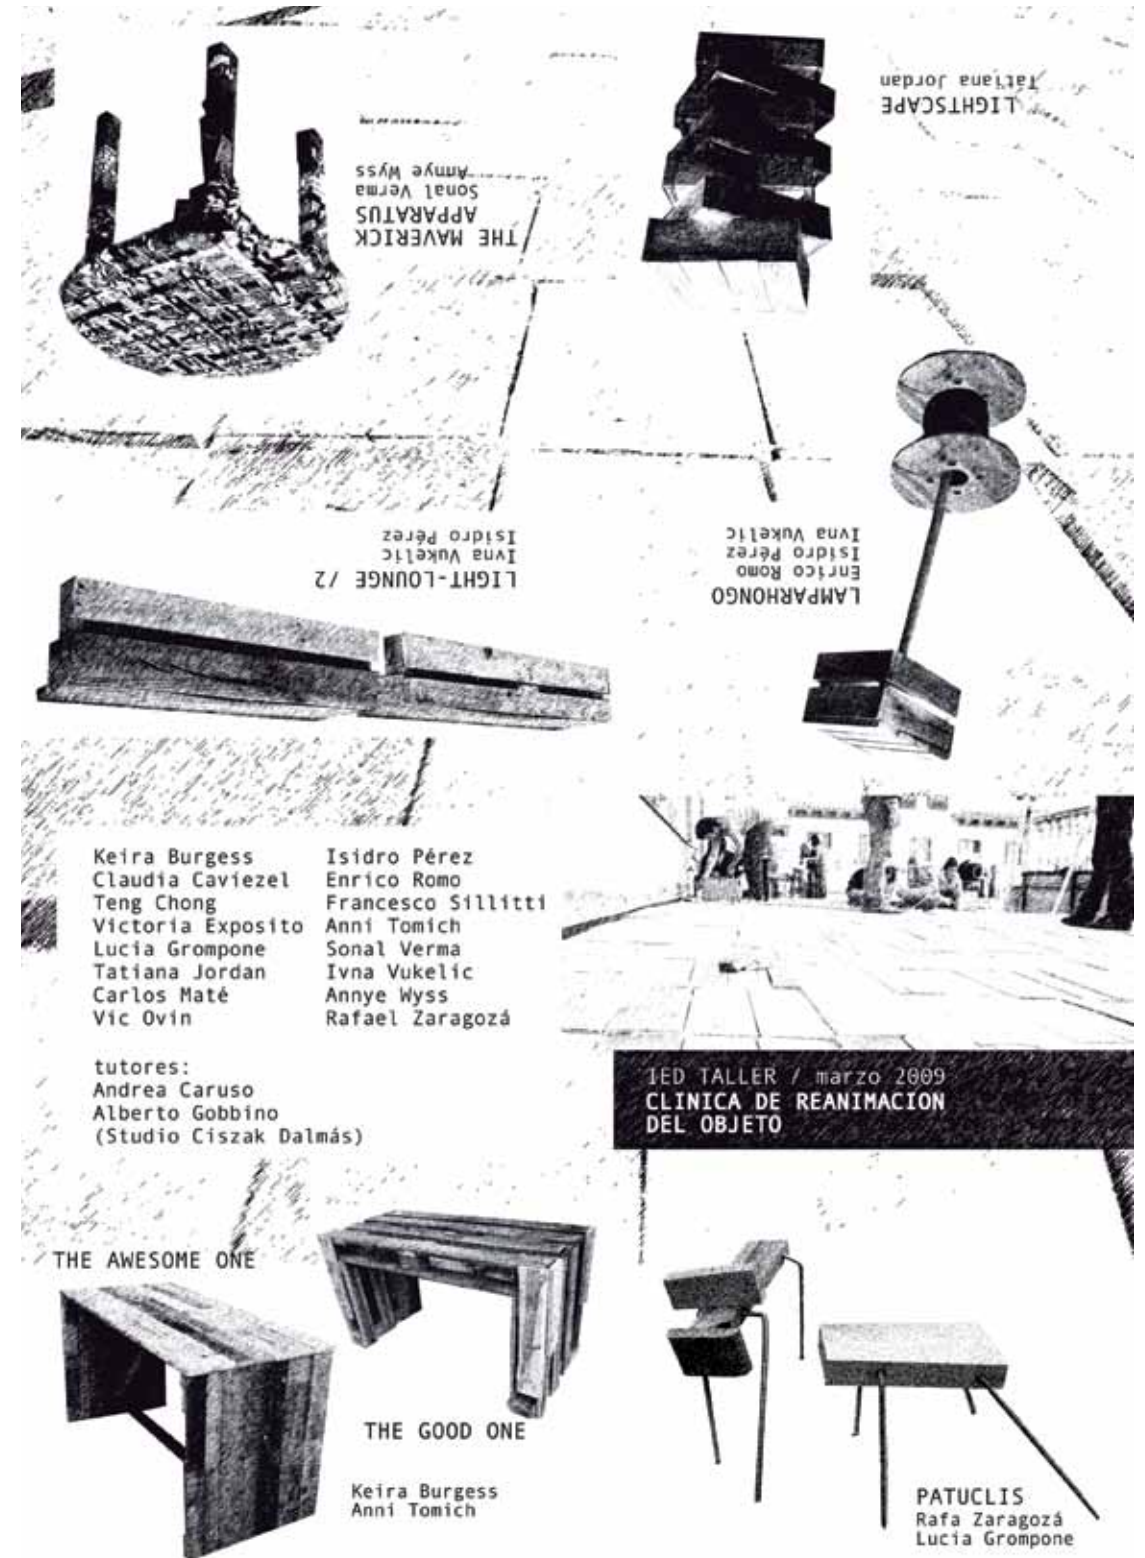 LIGHTSCAPE
Tatiana Jordan
THE MAVERICK
APPARATUS
Sonal Verma
Annye Wyss
LIGHT-LOUNGE /2
Ivna Vukelic
Isidro Pérez
LAMPARHONGO
Enrico Romo
Isidro Pérez
Ivna Vukelic
Keira Burgess
Claudia Caviezel
Teng Chong
Victoria Exposito
Lucia Grompone
Tatiana Jordan
Carlos Maté
Vic Ovin
Isidro Pérez
Enrico Romo
Francesco Sillitti
Anni Tomich
Sonal Verma
Ivna Vukelic
Annye Wyss
Rafael Zaragozá
tutores:
Andrea Caruso
Alberto Gobbino
(Studio Ciszak Dalmás)
IED TALLER / marzo 2009
CLINICA DE REANIMACION
DEL OBJETO
THE AWESOME ONE
THE GOOD ONE
Keira Burgess
Anni Tomich
PATUCLIS
Rafa Zaragozá
Lucia Grompone